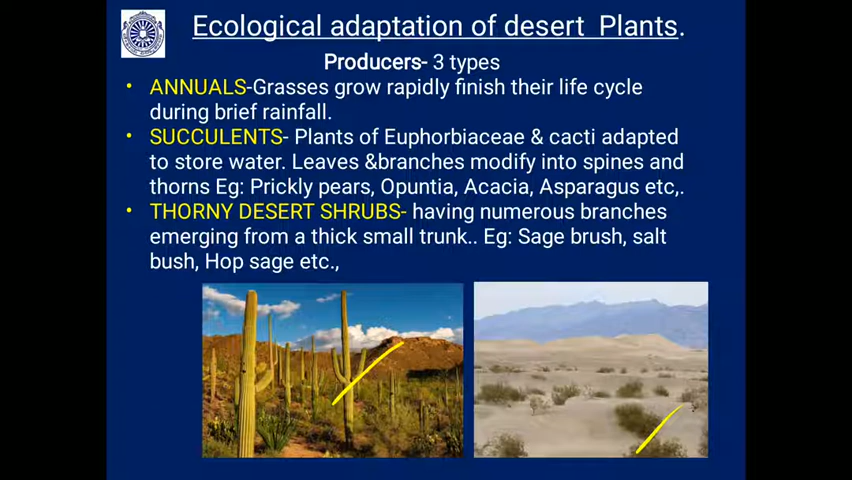 Ecological adaptation of desert Plants.
Producers- 3 types
• ANNUALS-Grasses grow rapidly finish their life cycle
during brief rainfall.
• SUCCULENTS- Plants of Euphorbiaceae & cacti adapted
to store water. Leaves &branches modify into spines and
thorns Eg: Prickly pears, Opuntia, Acacia, Asparagus etc,.
• THORNY DESERT SHRUBS- having numerous branches
emerging from a thick small trunk.. Eg: Sage brush, salt
bush, Hop sage etc.,